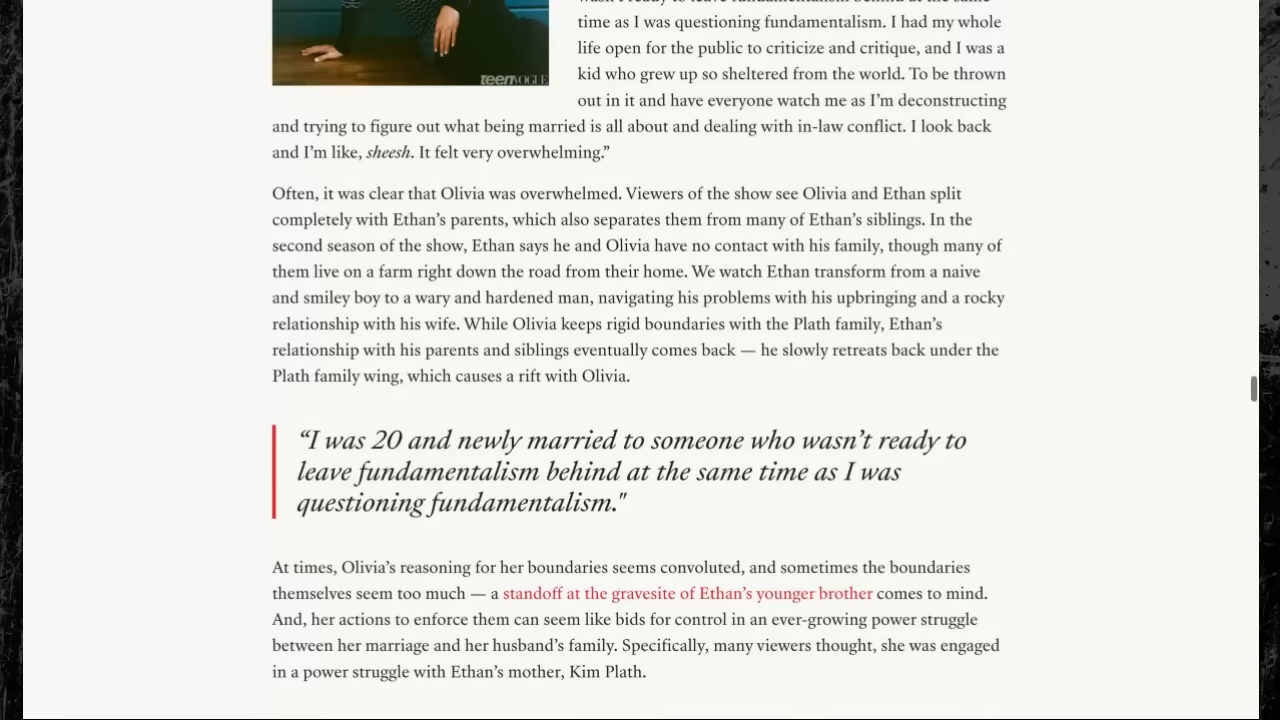 wasn't ready to leave fundamentalism behind at the same
time as I was questioning fundamentalism. I had my whole
life open for the public to criticize and critique, and I was a
kid who grew up so sheltered from the world. To be thrown
teenVOGUE
out in it and have everyone watch me as I'm deconstructing
and trying to figure out what being married is all about and dealing with in-law conflict. I look back
and I'm like, sheesh. It felt very overwhelming.”
Often, it was clear that Olivia was overwhelmed. Viewers of the show see Olivia and Ethan split
completely with Ethan’s parents, which also separates them from many of Ethan’s siblings. In the
second season of the show, Ethan says he and Olivia have no contact with his family, though many of
them live on a farm right down the road from their home. We watch Ethan transform from a naive
and smiley boy to a wary and hardened man, navigating his problems with his upbringing and a rocky
relationship with his wife. While Olivia keeps rigid boundaries with the Plath family, Ethan’s
relationship with his parents and siblings eventually comes back — he slowly retreats back under the
Plath family wing, which causes a rift with Olivia.
“I was 20 and newly married to someone who wasn’t ready to
leave fundamentalism behind at the same time as I was
questioning fundamentalism."
At times, Olivia’s reasoning for her boundaries seems convoluted, and sometimes the boundaries
themselves seem too much — a standoff at the gravesite of Ethan’s younger brother comes to mind.
And, her actions to enforce them can seem like bids for control in an ever-growing power struggle
between her marriage and her husband’s family. Specifically, many viewers thought, she was engaged
in a power struggle with Ethan’s mother, Kim Plath.